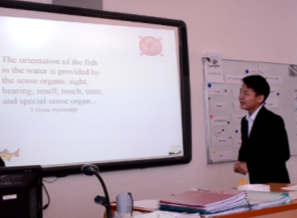 The orientation of the fish
in the water is provided by
the sense organs: sight,
hearing, smell, touch, taste,
and special sense organ...